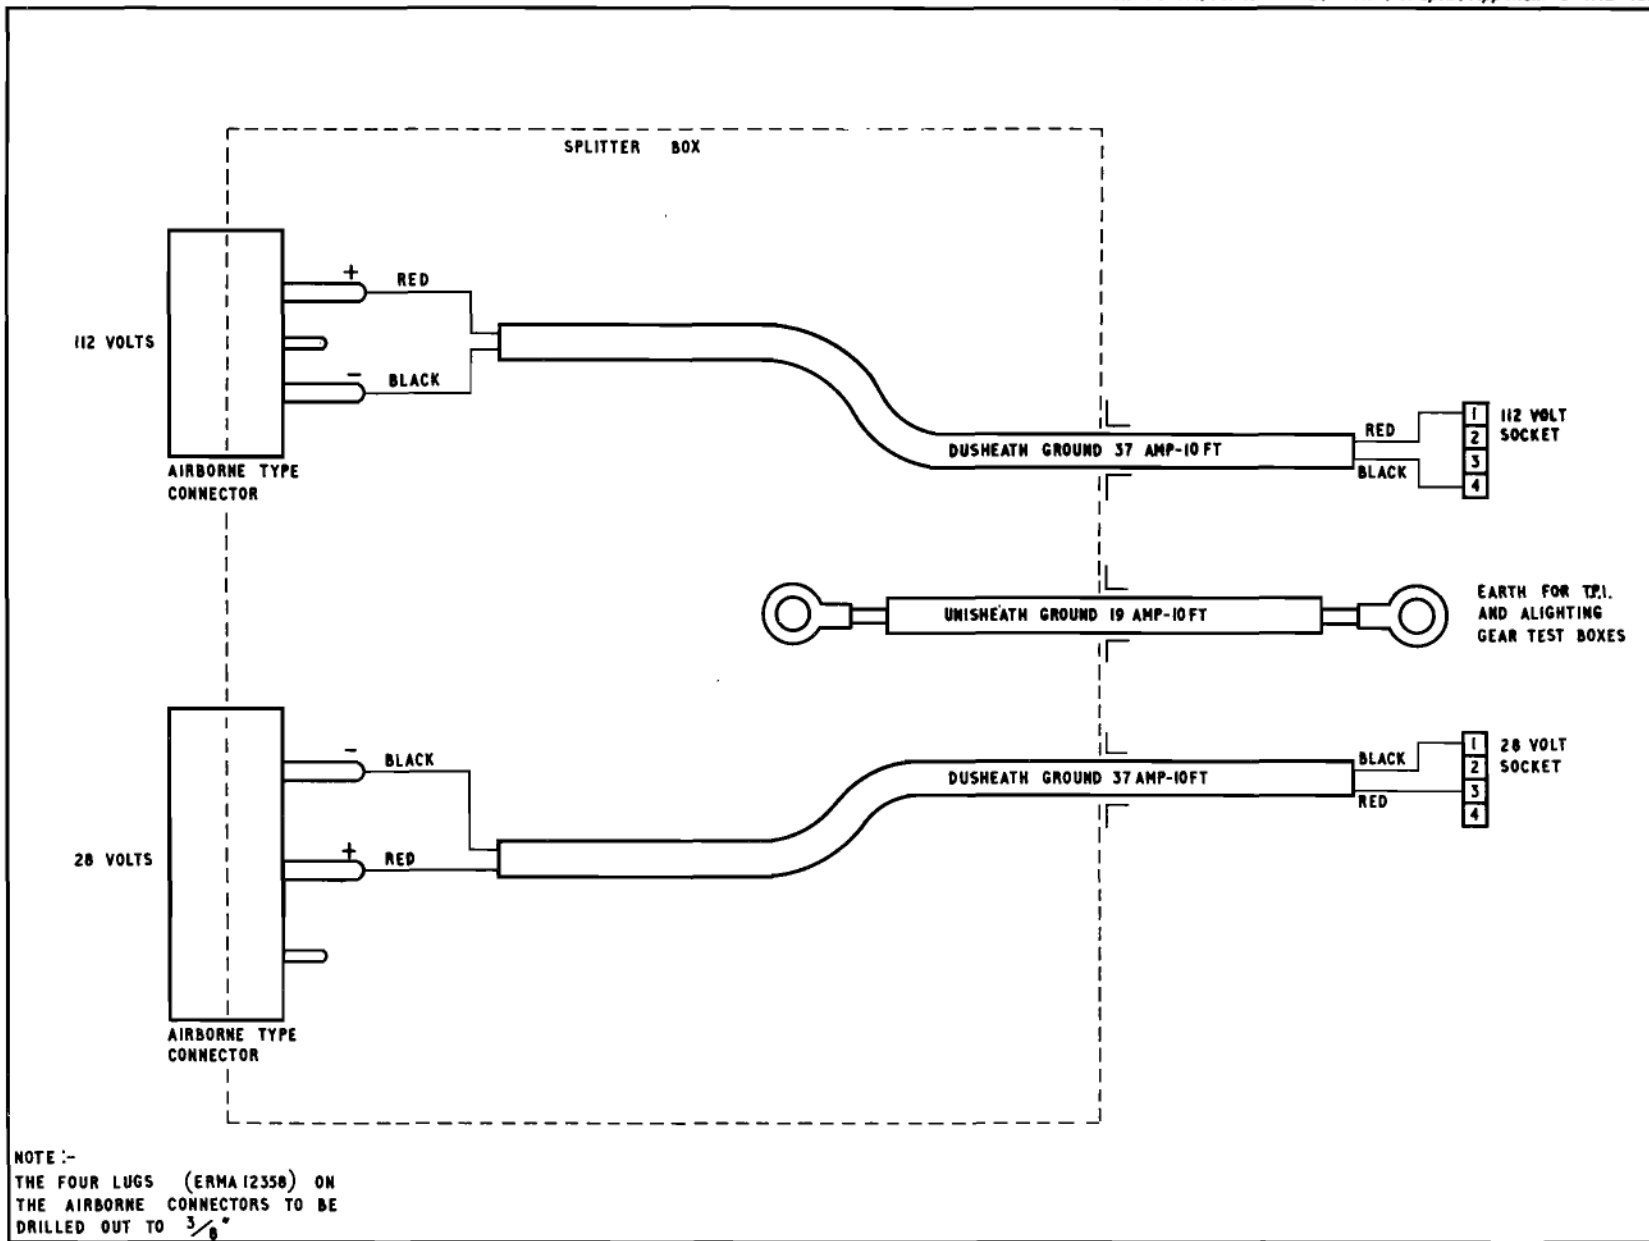 SPLITTER BOX
+
RED
112 VOLTS
-
BLACK
AIRBORNE TYPE
CONNECTOR
DUSHEATH GROUND 37 AMP-10 FT
RED
BLACK
1
2
3
4
112 VOLT
SOCKET
UNISHEATH GROUND 19 AMP-10 FT
EARTH FOR T.P.I.
AND ALIGHTING
GEAR TEST BOXES
-
BLACK
28 VOLTS
+
RED
AIRBORNE TYPE
CONNECTOR
DUSHEATH GROUND 37 AMP-10FT
BLACK
RED
1
2
3
4
28 VOLT
SOCKET
NOTE :-
THE FOUR LUGS (ERMA 12358) ON
THE AIRBORNE CONNECTORS TO BE
DRILLED OUT TO 3/8"